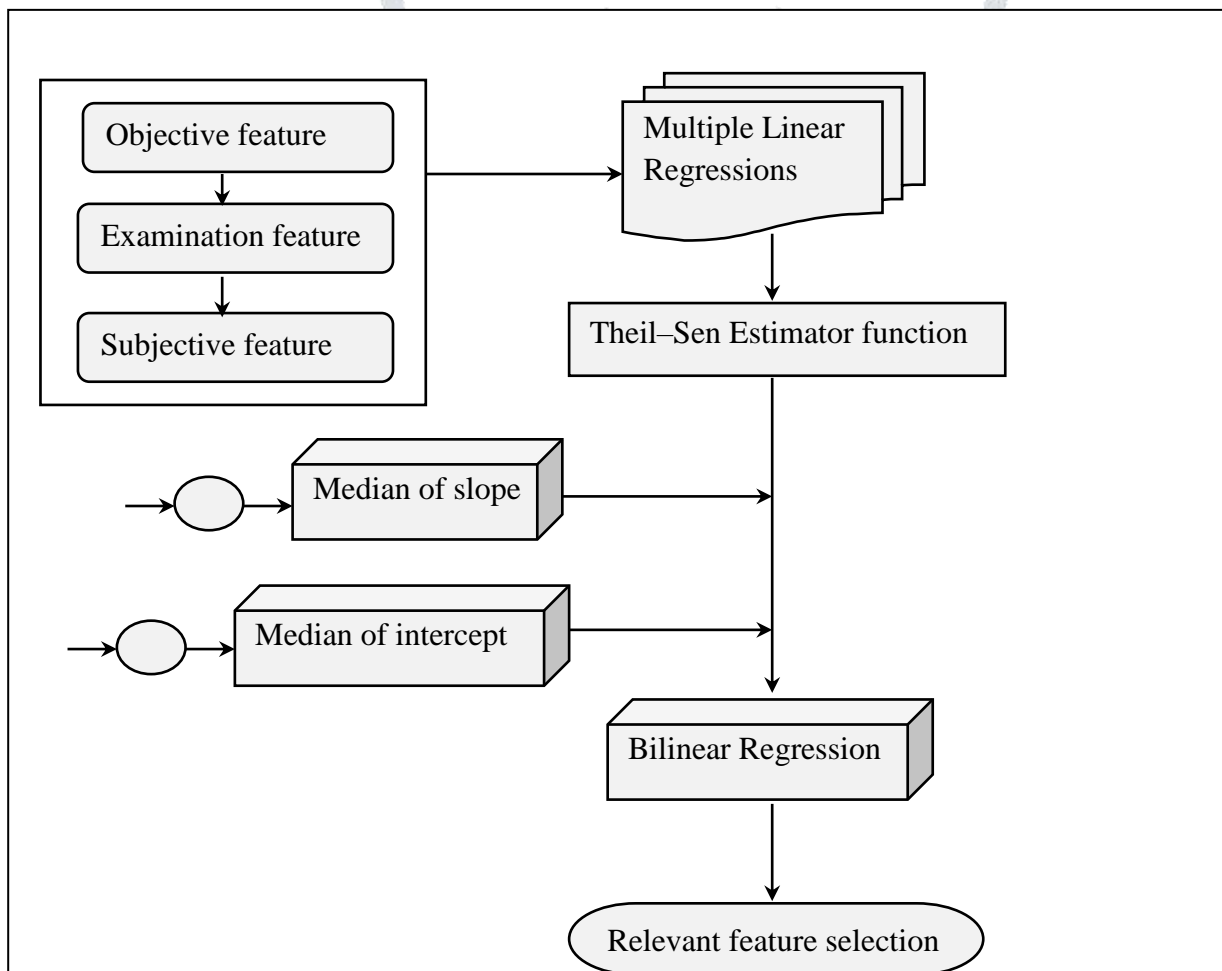 Objective feature
Examination feature
Subjective feature
Multiple Linear
Regressions
Theil–Sen Estimator function
Median of slope
Median of intercept
Bilinear Regression
Relevant feature selection